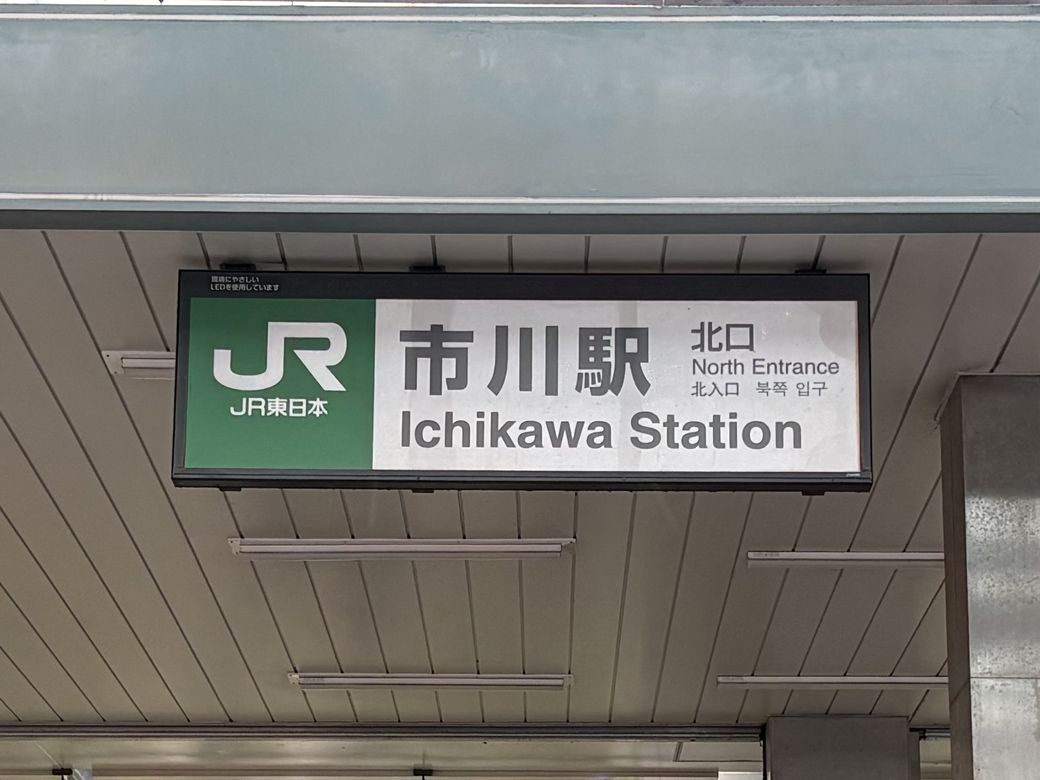 環境にやさしい
LEDを使用しています
JR
JR東日本
市川駅
Ichikawa Station
北口
North Entrance
北入口 북쪽 입구